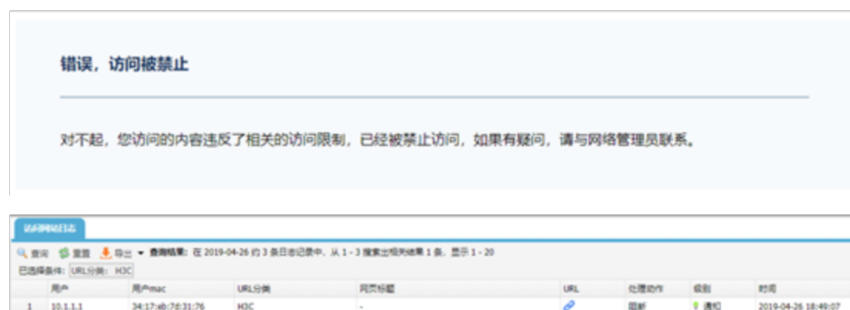 错误，访问被禁止
对不起，您访问的内容违反了相关的访问限制，已经被禁止访问，如果有疑问，请与网络管理员联系。
访问网站日志
查询 重置 导出 查询结果：在 2019-04-26 约 3 条日志记录中，从 1 - 3 搜索出相关结果 1 条，显示 1 - 20
已选择条件：URL分类： H3C
用户 用户mac URL分类 网页标题 URL 处理动作 级别 时间
1 10.1.1.1 34:17:eb:7d:31:76 H3C - 阻断 通知 2019-04-26 18:49:07